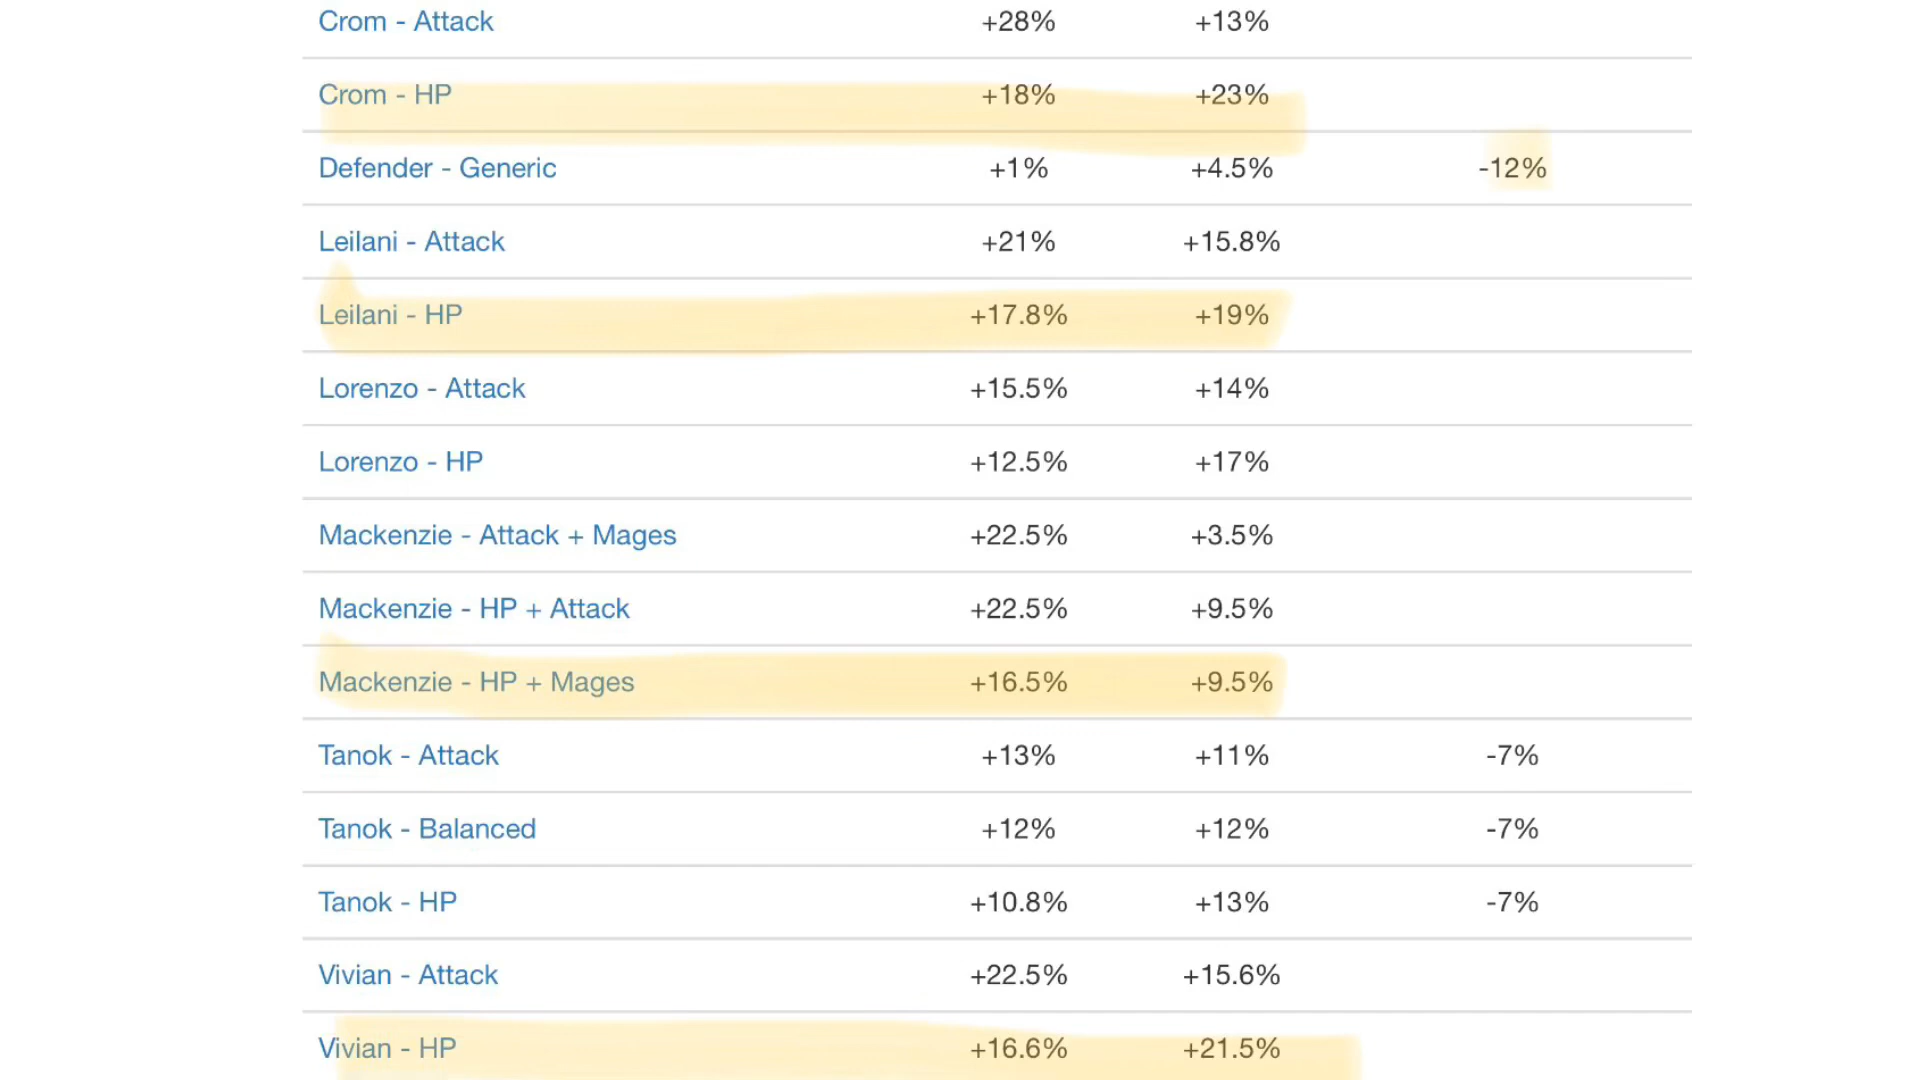 Crom - Attack +28% +13%
Crom - HP +18% +23%
Defender - Generic +1% +4.5% -12%
Leilani - Attack +21% +15.8%
Leilani - HP +17.8% +19%
Lorenzo - Attack +15.5% +14%
Lorenzo - HP +12.5% +17%
Mackenzie - Attack + Mages +22.5% +3.5%
Mackenzie - HP + Attack +22.5% +9.5%
Mackenzie - HP + Mages +16.5% +9.5%
Tanok - Attack +13% +11% -7%
Tanok - Balanced +12% +12% -7%
Tanok - HP +10.8% +13% -7%
Vivian - Attack +22.5% +15.6%
Vivian - HP +16.6% +21.5%